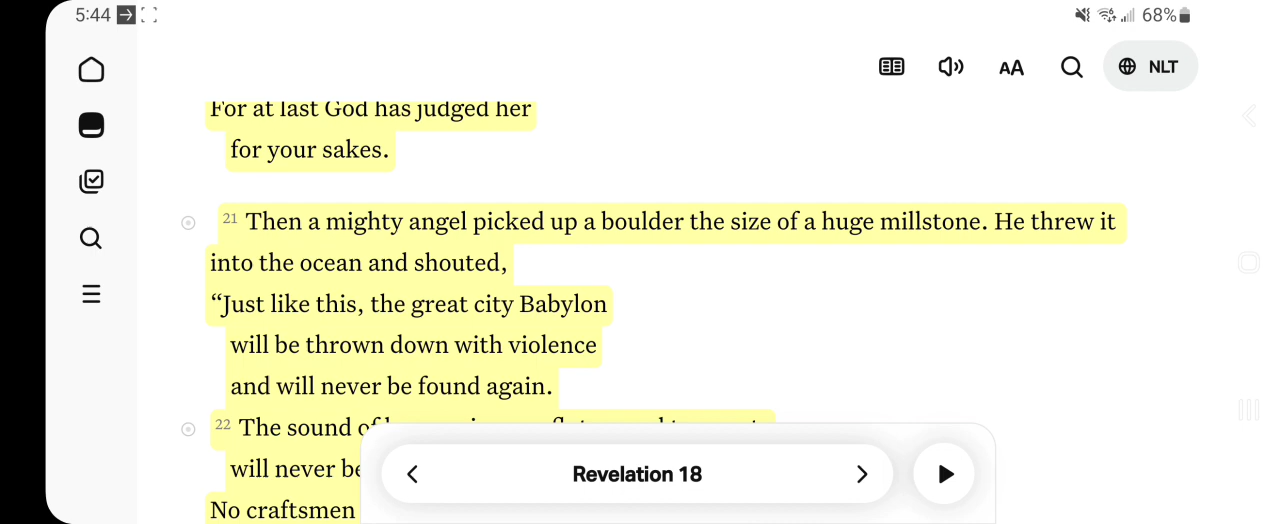 5:44
68%
NLT
For at last God has judged her
for your sakes.
21 Then a mighty angel picked up a boulder the size of a huge millstone. He threw it
into the ocean and shouted,
“Just like this, the great city Babylon
will be thrown down with violence
and will never be found again.
22 The sound of
will never be
No craftsmen
Revelation 18